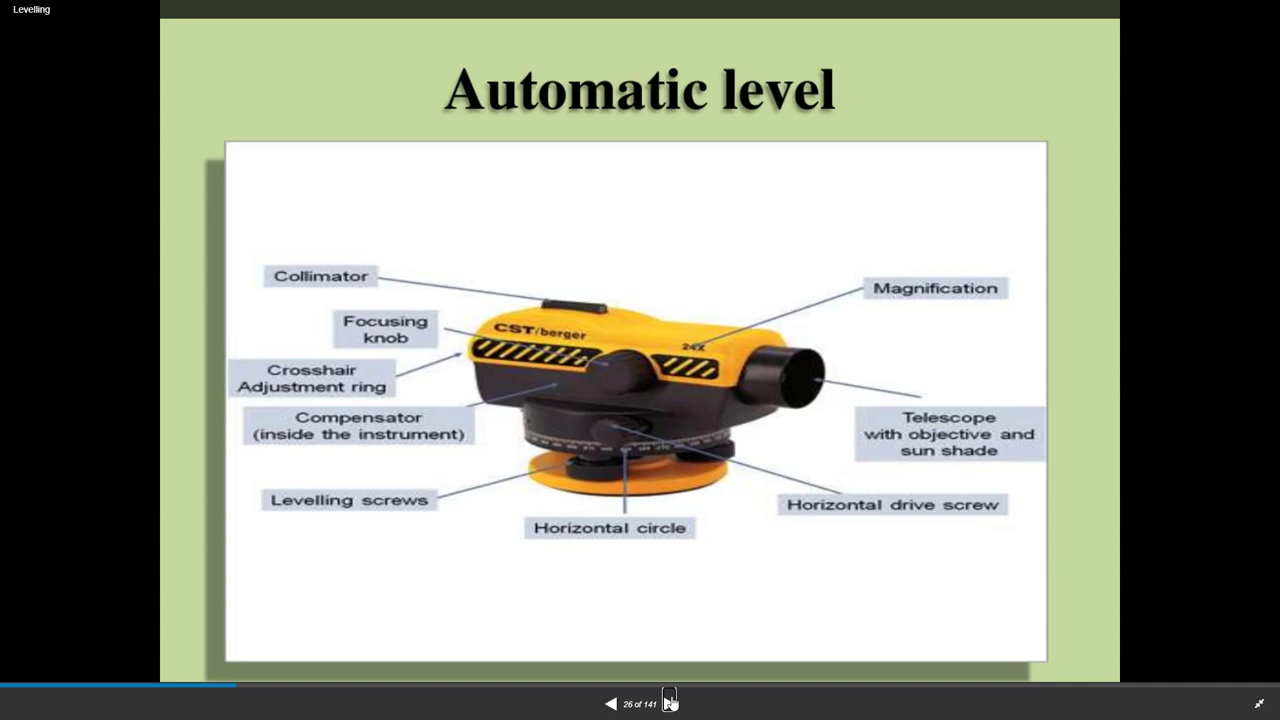 Levelling
Automatic level
Collimator
Magnification
Focusing
knob
CST/berger
24X
Crosshair
Adjustment ring
Compensator
(inside the instrument)
Telescope
with objective and
sun shade
Levelling screws
Horizontal drive screw
Horizontal circle
26 of 141